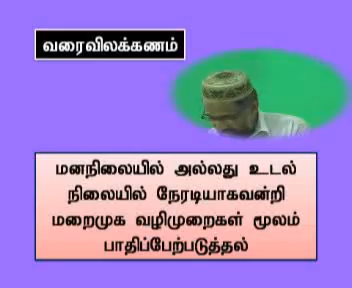 வரைவிலக்கணம்
மனநிலையில் அல்லது உடல்
நிலையில் நேரடியாகவன்றி
மறைமுக வழிமுறைகள் மூலம்
பாதிப்பேற்படுத்தல்